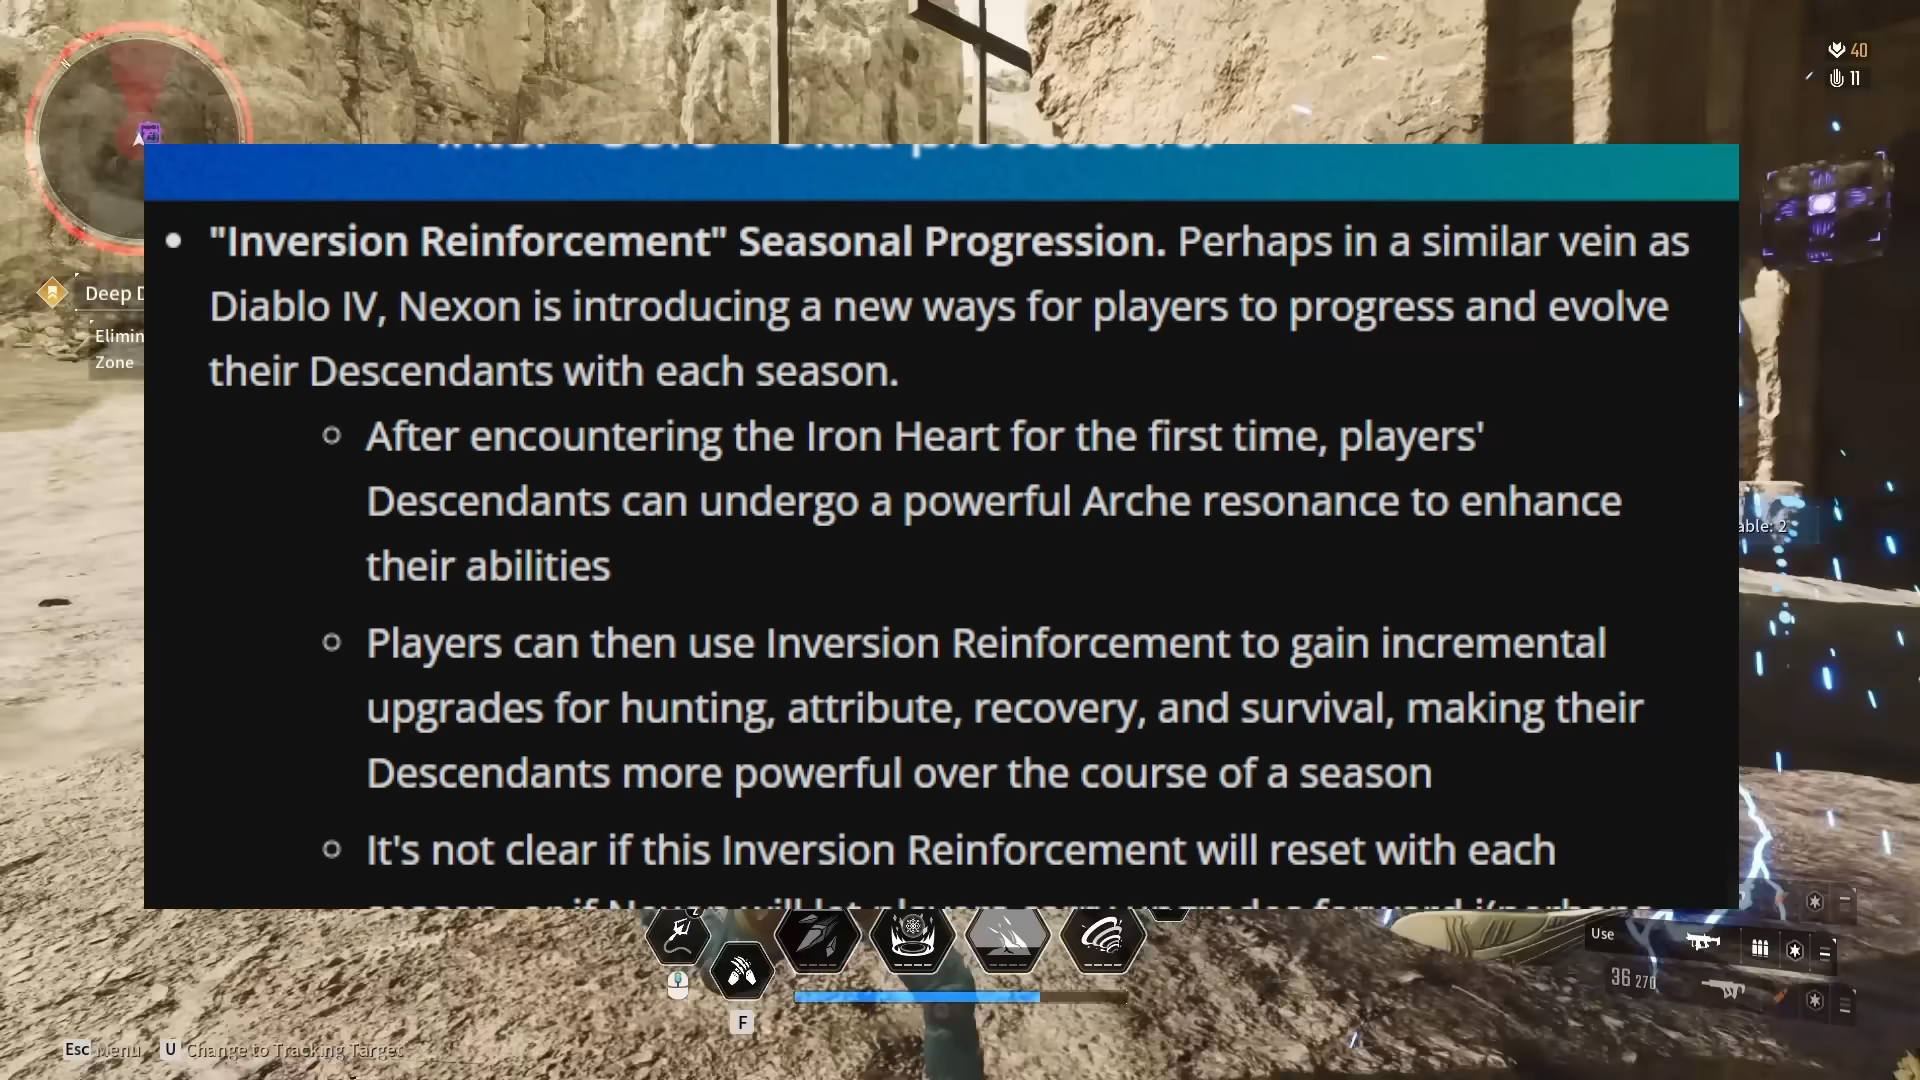 40
11
N
Deep D
Elimin
Zone
"Inversion Reinforcement" Seasonal Progression. Perhaps in a similar vein as
Diablo IV, Nexon is introducing a new ways for players to progress and evolve
their Descendants with each season.
After encountering the Iron Heart for the first time, players'
Descendants can undergo a powerful Arche resonance to enhance
their abilities
Players can then use Inversion Reinforcement to gain incremental
upgrades for hunting, attribute, recovery, and survival, making their
Descendants more powerful over the course of a season
It's not clear if this Inversion Reinforcement will reset with each
able: 2
Use
36 270
F
Esc Menu U Change to Tracking Target